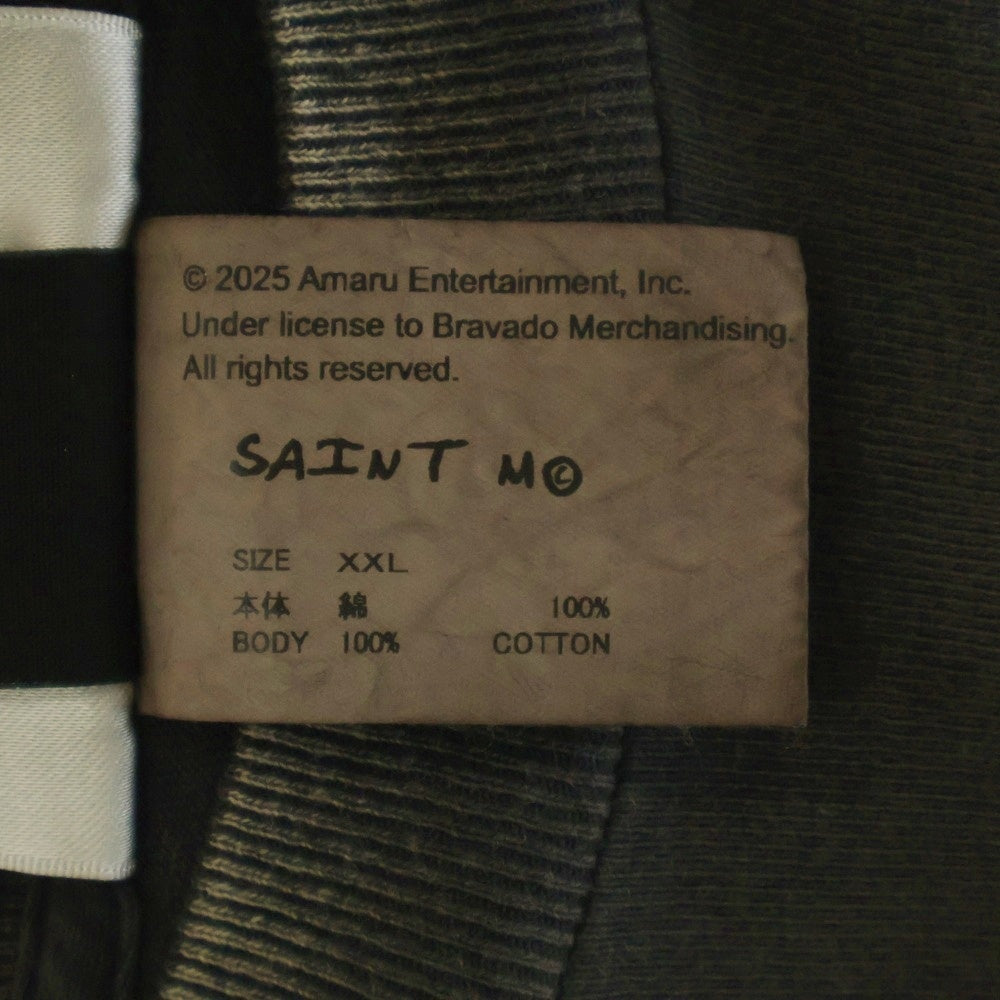 © 2025 Amaru Entertainment, Inc.
Under license to Bravado Merchandising.
All rights reserved.
SAINT M©
SIZE XXL
本体 綿 100%
BODY 100% COTTON